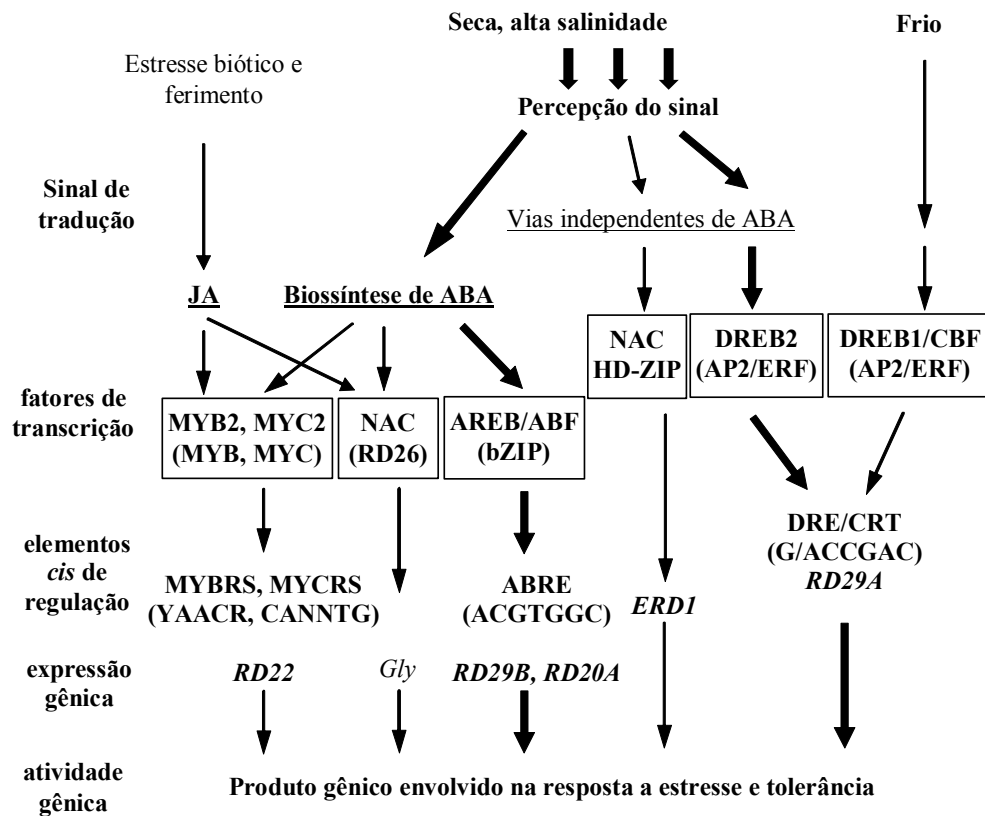 Seca, alta salinidade
Frio
Estresse biótico e
ferimento
Percepção do sinal
Sinal de
tradução
Vias independentes de ABA
JA
Biossíntese de ABA
fatores de
transcrição
MYB2, MYC2
(MYB, MYC)
NAC
(RD26)
AREB/ABF
(bZIP)
NAC
HD-ZIP
DREB2
(AP2/ERF)
DREB1/CBF
(AP2/ERF)
elementos
cis de
regulação
MYBRS, MYCRS
(YAACR, CANNTG)
ABRE
(ACGTGGC)
ERD1
DRE/CRT
(G/ACCGAC)
RD29A
expressão
gênica
RD22
Gly
RD29B, RD20A
atividade
gênica
Produto gênico envolvido na resposta a estresse e tolerância